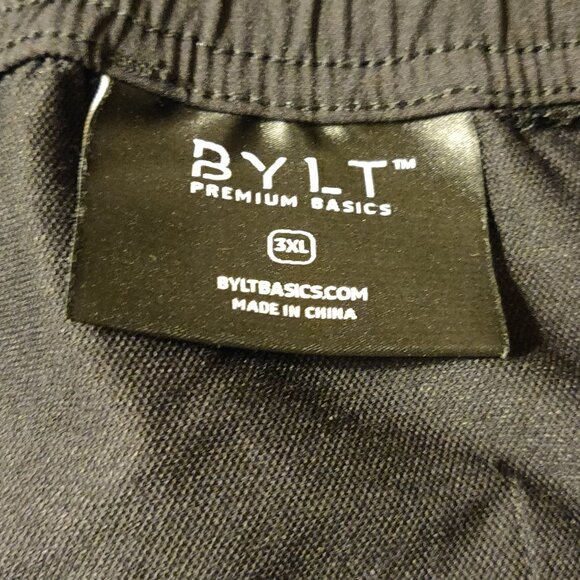 BYLT™
PREMIUM BASICS
3XL
BYLTBASICS.COM
MADE IN CHINA